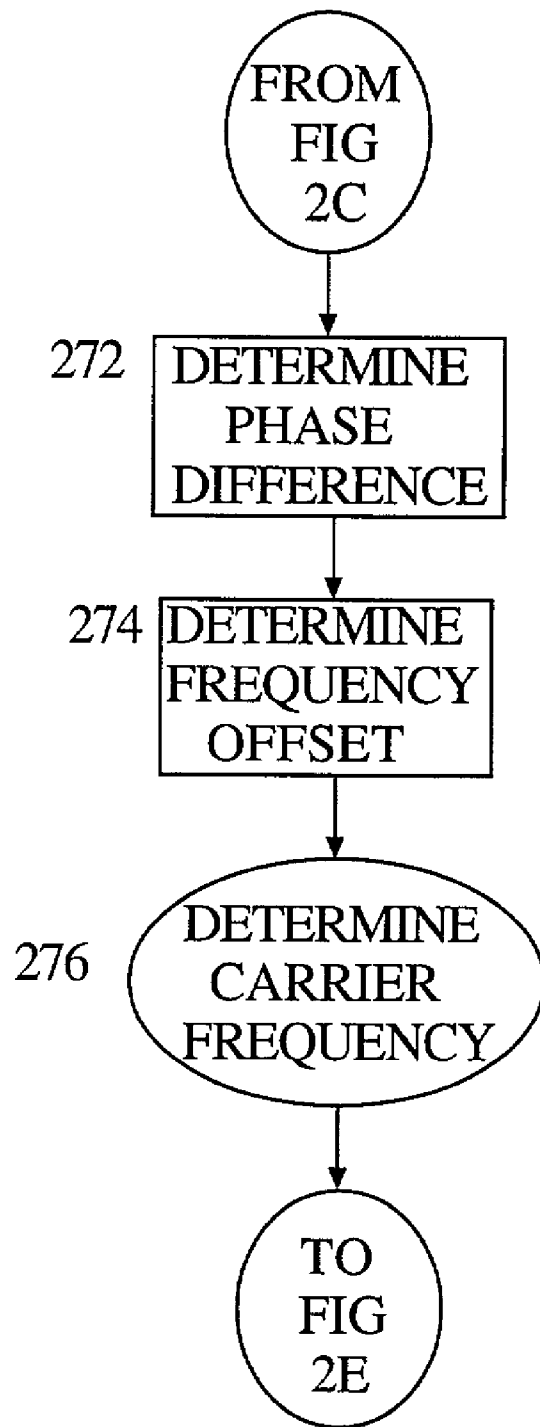 FROM
FIG
2C
272 DETERMINE
PHASE
DIFFERENCE
274 DETERMINE
FREQUENCY
OFFSET
DETERMINE
276 CARRIER
FREQUENCY
TO
FIG
2E